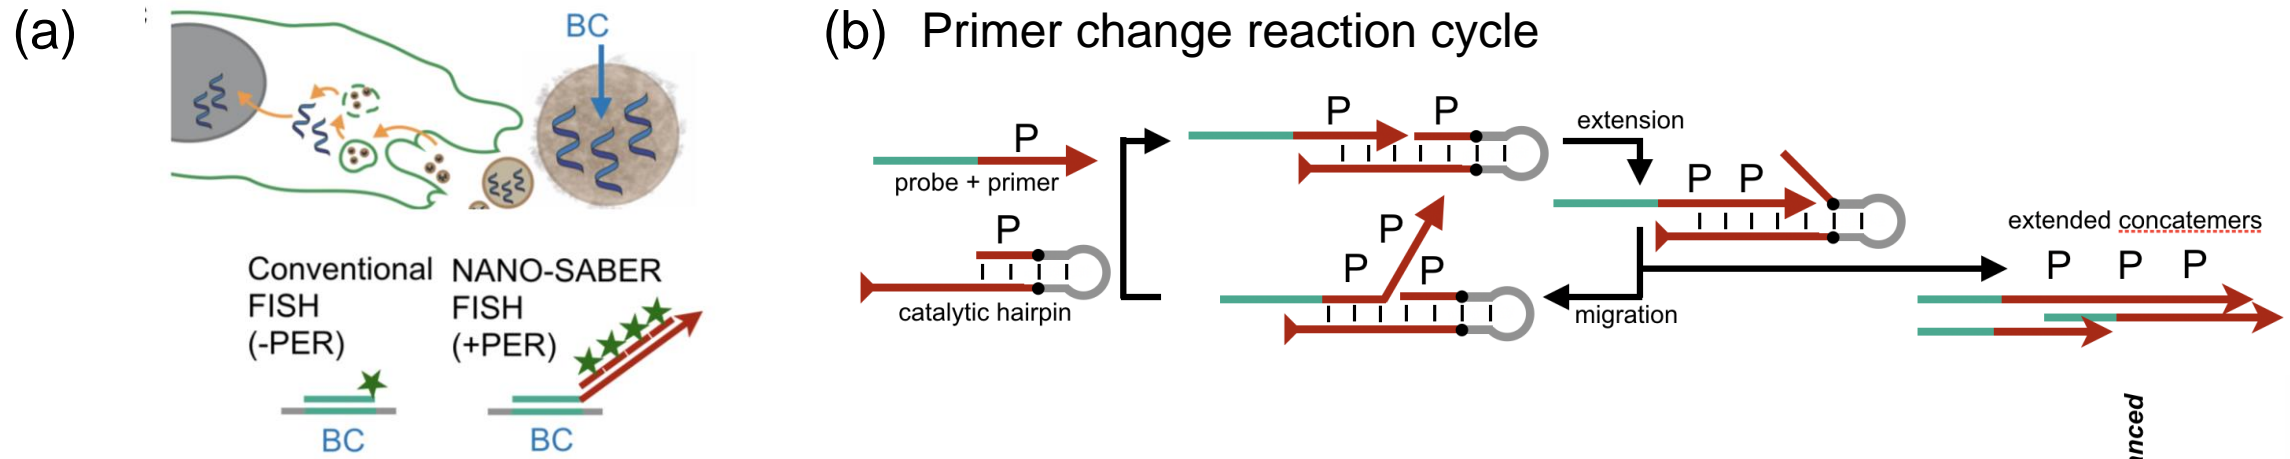 (a)
BC
Conventional
FISH
(-PER)
NANO-SABER
FISH
(+PER)
BC
BC
(b) Primer change reaction cycle
P
probe + primer
P
catalytic hairpin
P P
extension
P P
P
P P
migration
extended concatemers
P P P